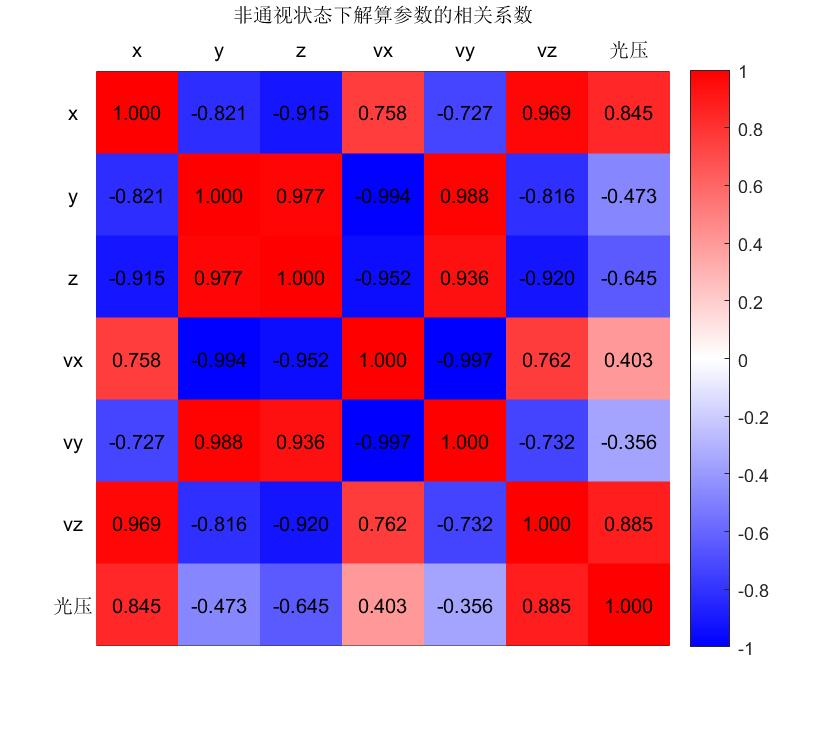 非通视状态下解算参数的相关系数
x y z vx vy vz 光压
x 1.000 -0.821 -0.915 0.758 -0.727 0.969 0.845
y -0.821 1.000 0.977 -0.994 0.988 -0.816 -0.473
z -0.915 0.977 1.000 -0.952 0.936 -0.920 -0.645
vx 0.758 -0.994 -0.952 1.000 -0.997 0.762 0.403
vy -0.727 0.988 0.936 -0.997 1.000 -0.732 -0.356
vz 0.969 -0.816 -0.920 0.762 -0.732 1.000 0.885
光压 0.845 -0.473 -0.645 0.403 -0.356 0.885 1.000
1
0.8
0.6
0.4
0.2
0
-0.2
-0.4
-0.6
-0.8
-1